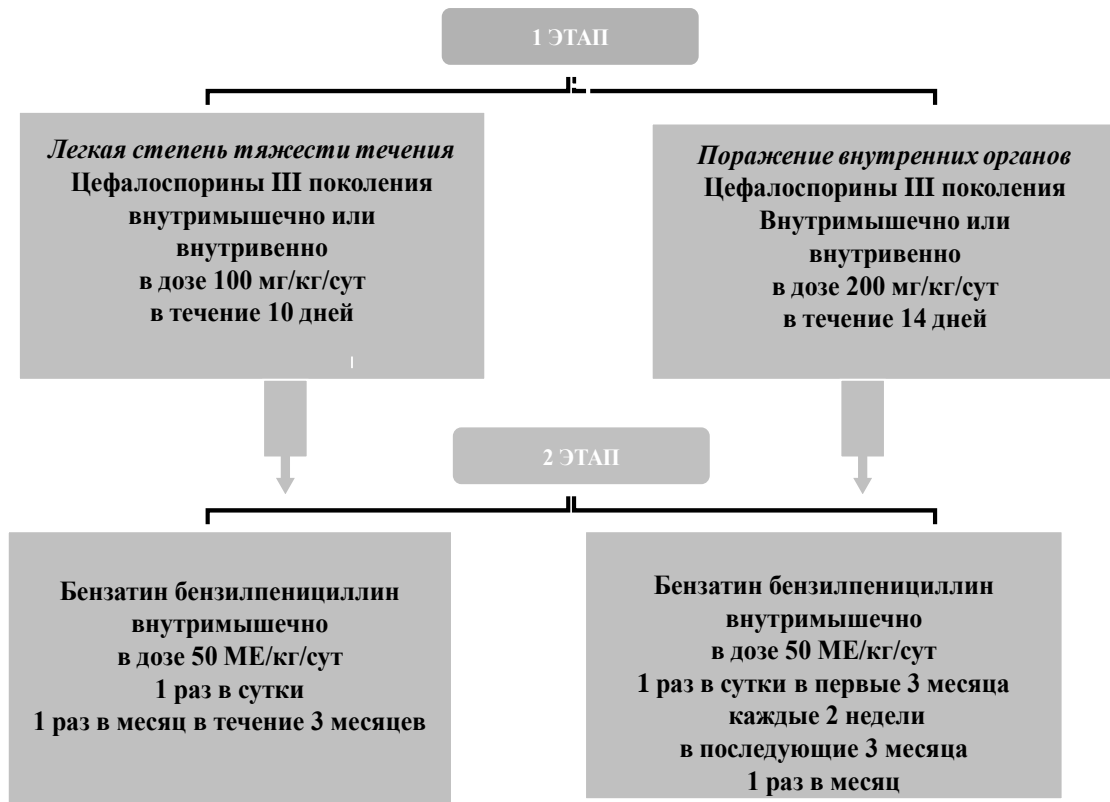 1 ЭТАП
Легкая степень тяжести течения
Цефалоспорины III поколения
внутримышечно или
внутривенно
в дозе 100 мг/кг/сут
в течение 10 дней
Поражение внутренних органов
Цефалоспорины III поколения
Внутримышечно или
внутривенно
в дозе 200 мг/кг/сут
в течение 14 дней
2 ЭТАП
Бензатин бензилпенициллин
внутримышечно
в дозе 50 МЕ/кг/сут
1 раз в сутки
1 раз в месяц в течение 3 месяцев
Бензатин бензилпенициллин
внутримышечно
в дозе 50 МЕ/кг/сут
1 раз в сутки в первые 3 месяца
каждые 2 недели
в последующие 3 месяца
1 раз в месяц